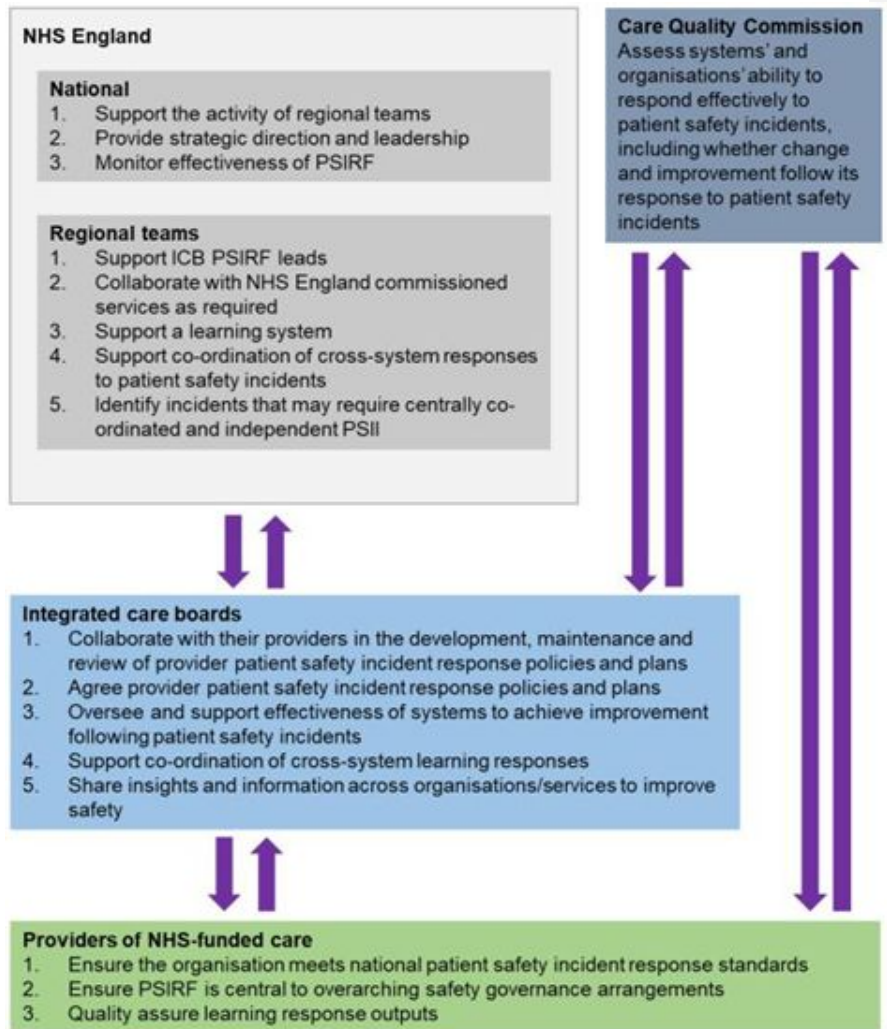 NHS England
National
1. Support the activity of regional teams
2. Provide strategic direction and leadership
3. Monitor effectiveness of PSIRF
Regional teams
1. Support ICB PSIRF leads
2. Collaborate with NHS England commissioned
services as required
3. Support a learning system
4. Support co-ordination of cross-system responses
to patient safety incidents
5. Identify incidents that may require centrally co-
ordinated and independent PSII
Care Quality Commission
Assess systems' and
organisations' ability to
respond effectively to
patient safety incidents,
including whether change
and improvement follow its
response to patient safety
incidents
Integrated care boards
1. Collaborate with their providers in the development, maintenance and
review of provider patient safety incident response policies and plans
2. Agree provider patient safety incident response policies and plans
3. Oversee and support effectiveness of systems to achieve improvement
following patient safety incidents
4. Support co-ordination of cross-system learning responses
5. Share insights and information across organisations/services to improve
safety
Providers of NHS-funded care
1. Ensure the organisation meets national patient safety incident response standards
2. Ensure PSIRF is central to overarching safety governance arrangements
3. Quality assure learning response outputs